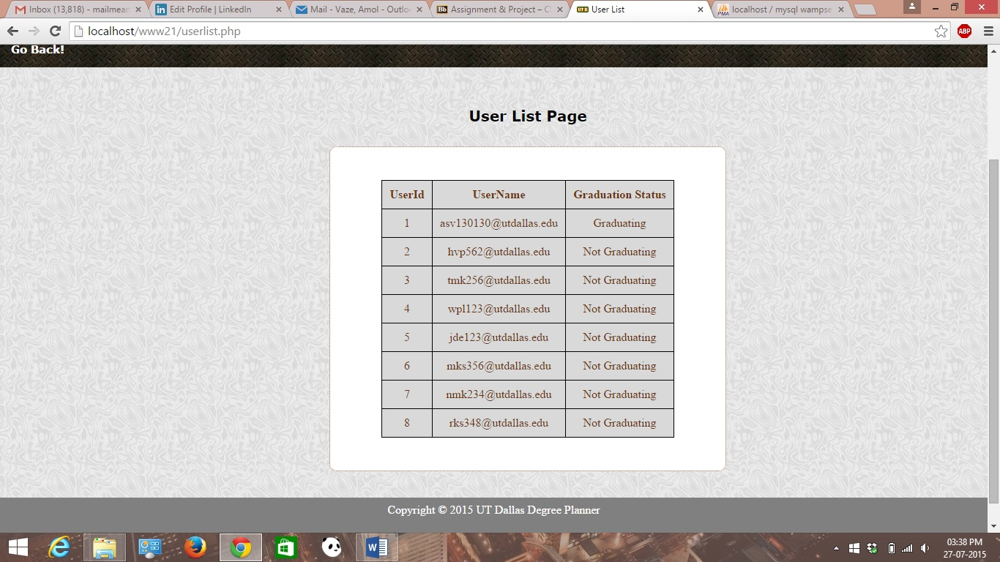 Inbox (13,818) - mailmean
Edit Profile | LinkedIn
Mail - Vaze, Amol - Outlo
Assignment & Project – C
User List
localhost / mysql wampse
localhost/www21/userlist.php
ABP
Go Back!
User List Page
UserId UserName Graduation Status
1 asv130130@utdallas.edu Graduating
2 hvp562@utdallas.edu Not Graduating
3 tmk256@utdallas.edu Not Graduating
4 wpl123@utdallas.edu Not Graduating
5 jde123@utdallas.edu Not Graduating
6 mks356@utdallas.edu Not Graduating
7 nmk234@utdallas.edu Not Graduating
8 rks348@utdallas.edu Not Graduating
Copyright © 2015 UT Dallas Degree Planner
03:38 PM
27-07-2015